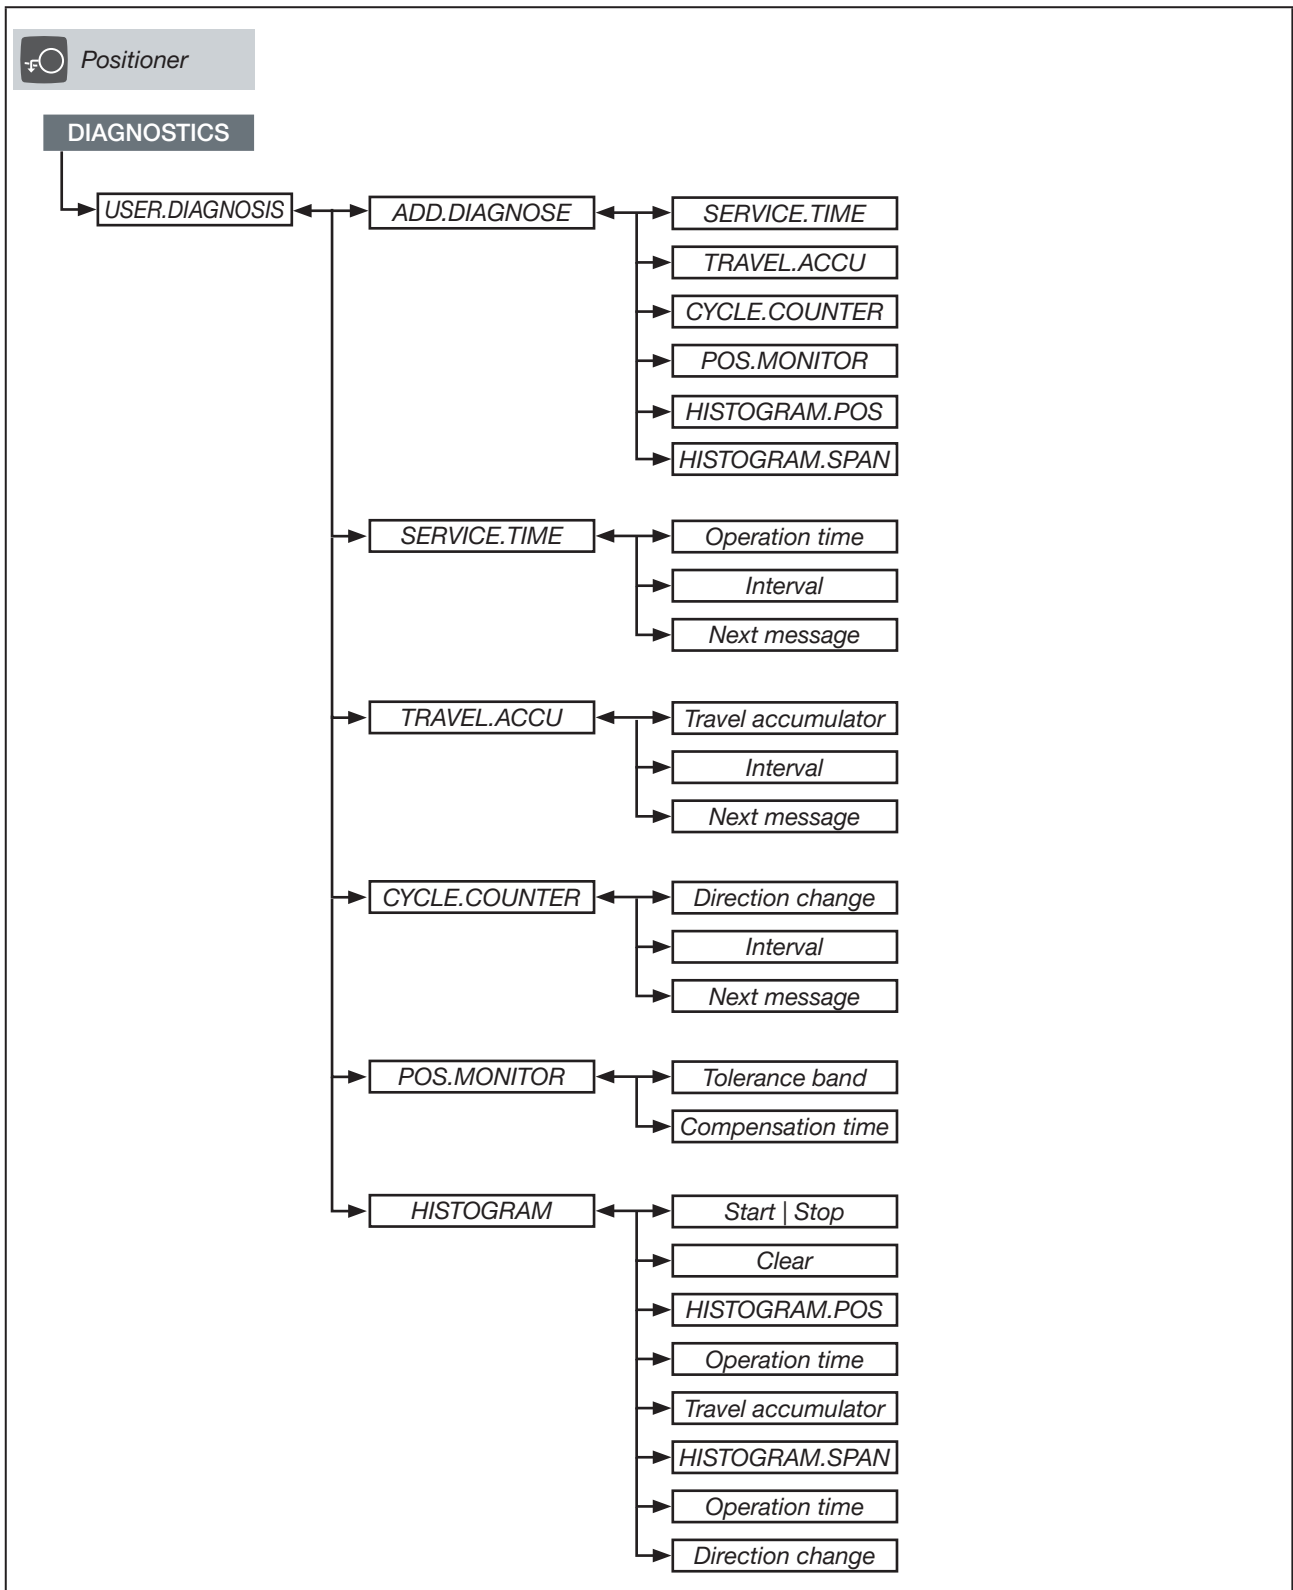 Positioner
DIAGNOSTICS
USER.DIAGNOSIS
ADD.DIAGNOSE
SERVICE.TIME
TRAVEL.ACCU
CYCLE.COUNTER
POS.MONITOR
HISTOGRAM.POS
HISTOGRAM.SPAN
SERVICE.TIME
Operation time
Interval
Next message
TRAVEL.ACCU
Travel accumulator
Interval
Next message
CYCLE.COUNTER
Direction change
Interval
Next message
POS.MONITOR
Tolerance band
Compensation time
HISTOGRAM
Start | Stop
Clear
HISTOGRAM.POS
Operation time
Travel accumulator
HISTOGRAM.SPAN
Operation time
Direction change